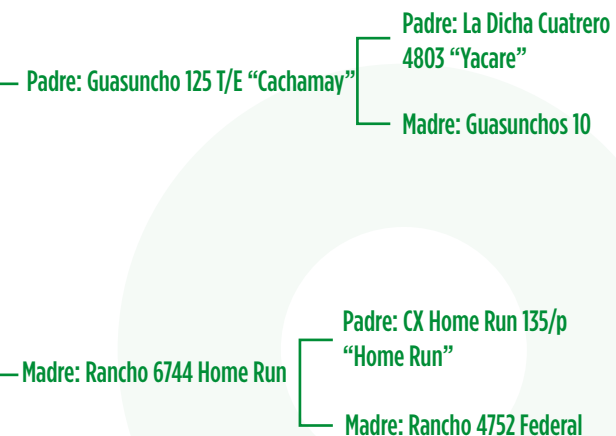 Padre: La Dicha Cuatrero
4803 “Yacare”
Padre: Guasuncho 125 T/E “Cachamay”
Madre: Guasunchos 10
Padre: CX Home Run 135/p
“Home Run”
Madre: Rancho 6744 Home Run
Madre: Rancho 4752 Federal